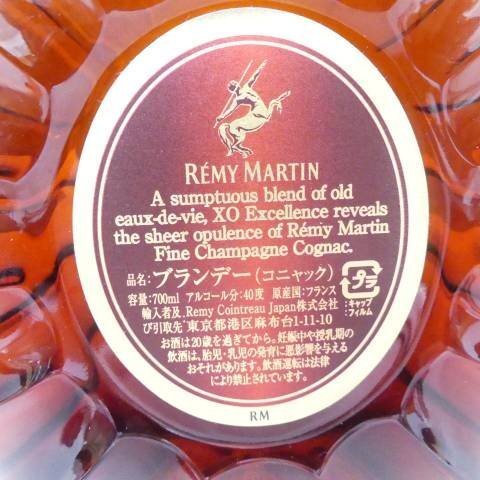 RÉMY MARTIN
A sumptuous blend of old
eaux-de-vie, XO Excellence reveals
the sheer opulence of Rémy Martin
Fine Champagne Cognac.
品名:ブランデー(コニャック)
容量:700ml アルコール分:40度 原産国:フランス
輸入者及 Remy Cointreau Japan株式会社
び引取先:東京都港区麻布台1-11-10
プラ
:キャップ
フィルム
お酒は20歳を過ぎてから。妊娠中や授乳期の
飲酒は、胎児・乳児の発育に悪影響を与える
おそれがあります。飲酒運転は法律
により禁止されています。
RM